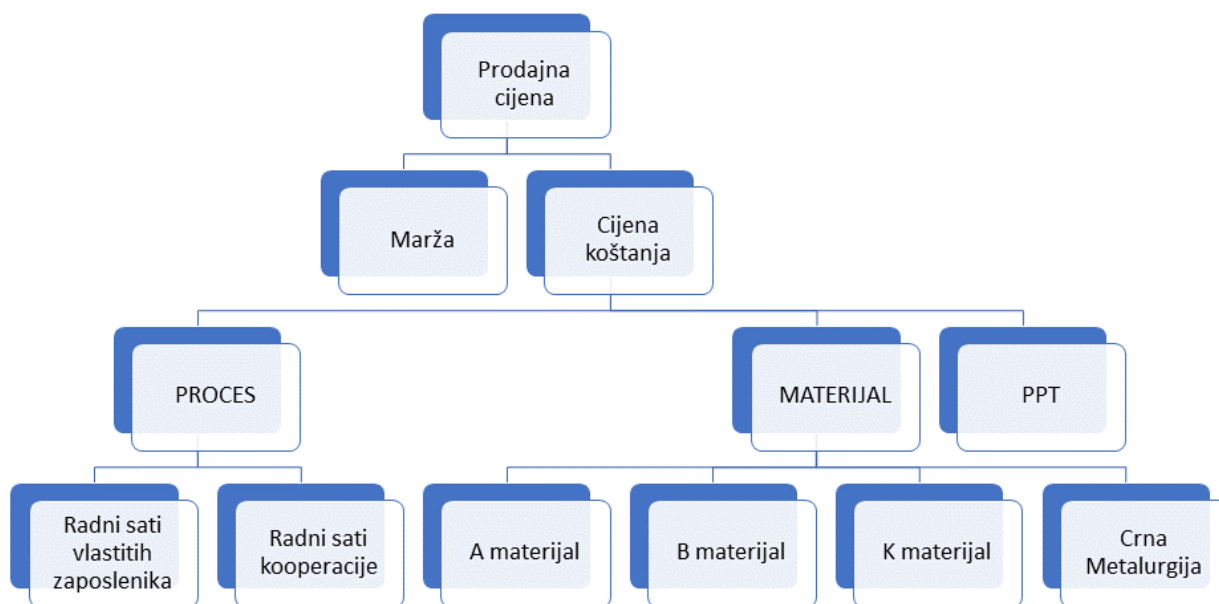 Prodajna
cijena
Marža
Cijena
koštanja
PROCES
MATERIJAL
PPT
Radni sati
vlastitih
zaposlenika
Radni sati
kooperacije
A materijal
B materijal
K materijal
Crna
Metalurgija